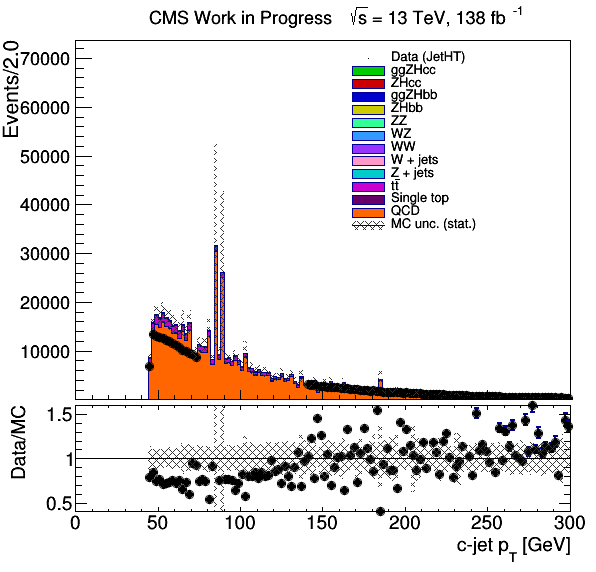 CMS Work in Progress √s = 13 TeV, 138 fb -1
Events/2.0
70000
60000
50000
40000
30000
20000
10000
Data (JetHT)
ggZHcc
ZHcc
ggZHbb
ZHbb
ZZ
WZ
WW
W + jets
Z + jets
tt̄
Single top
QCD
MC unc. (stat.)
Data/MC
1.5
1
0.5
0 50 100 150 200 250 300
c-jet pT [GeV]